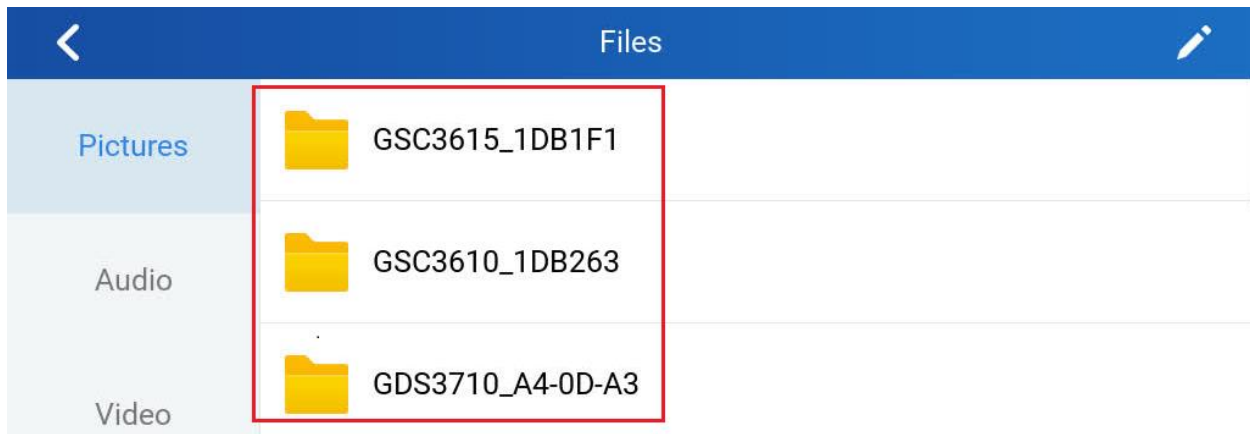 Files
Pictures
GSC3615_1DB1F1
Audio
GSC3610_1DB263
Video
GDS3710_A4-0D-A3